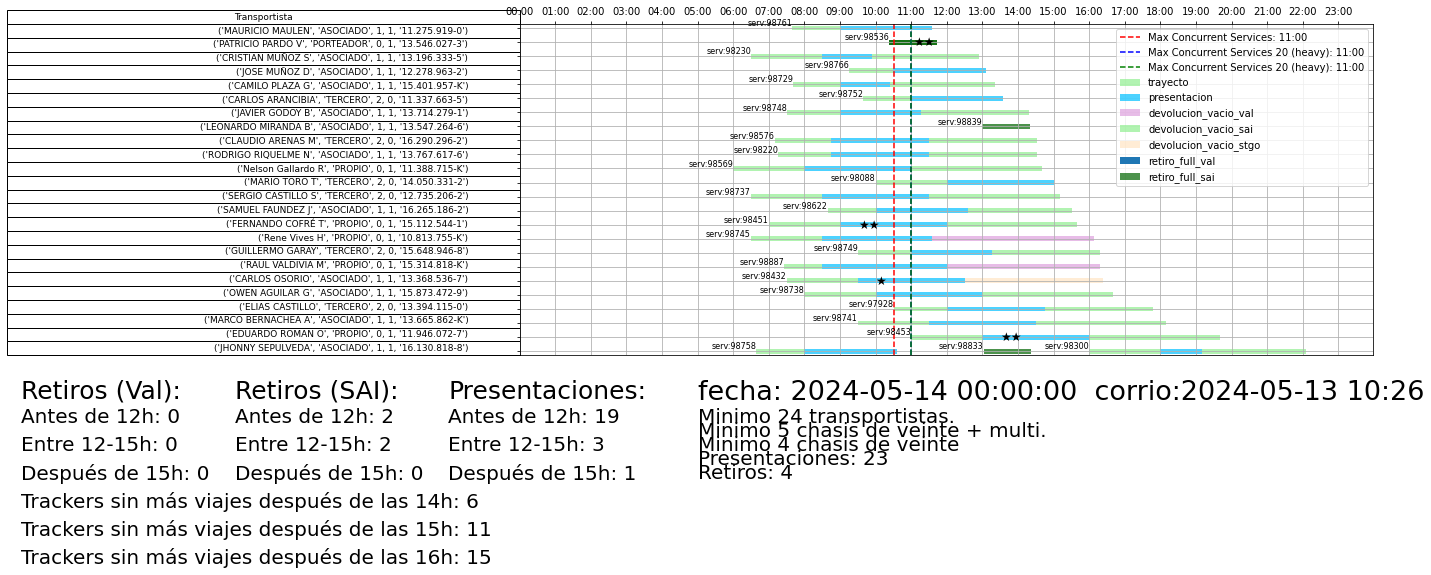 Transportista
00:00 01:00 02:00 03:00 04:00 05:00 06:00 07:00 08:00 09:00 10:00 11:00 12:00 13:00 14:00 15:00 16:00 17:00 18:00 19:00 20:00 21:00 22:00 23:00
('MAURICIO MAULEN', 'ASOCIADO', 1, 1, '11.275.919-0')
serv:98761
('PATRICIO PARDO V', 'PORTEADOR', 0, 1, '13.546.027-3')
serv:98536
('CRISTIAN MUÑOZ S', 'ASOCIADO', 1, 1, '13.196.333-5')
serv:98230
('JOSE MUÑOZ D', 'ASOCIADO', 1, 1, '12.278.963-2')
serv:98766
('CAMILO PLAZA G', 'ASOCIADO', 1, 1, '15.401.957-K')
serv:98729
('CARLOS ARANCIBIA', 'TERCERO', 2, 0, '11.337.663-5')
serv:98752
('JAVIER GODOY B', 'ASOCIADO', 1, 1, '13.714.279-1')
serv:98748
('LEONARDO MIRANDA B', 'ASOCIADO', 1, 1, '13.547.264-6')
serv:98839
('CLAUDIO ARENAS M', 'TERCERO', 2, 0, '16.290.296-2')
serv:98576
('RODRIGO RIQUELME N', 'ASOCIADO', 1, 1, '13.767.617-6')
serv:98220
('Nelson Gallardo R', 'PROPIO', 0, 1, '11.388.715-K')
serv:98569
('MARIO TORO T', 'TERCERO', 2, 0, '14.050.331-2')
serv:98088
('SERGIO CASTILLO S', 'TERCERO', 2, 0, '12.735.206-2')
serv:98737
('SAMUEL FAUNDEZ J', 'ASOCIADO', 1, 1, '16.265.186-2')
serv:98622
('FERNANDO COFRÉ T', 'PROPIO', 0, 1, '15.112.544-1')
serv:98451
('Rene Vives H', 'PROPIO', 0, 1, '10.813.755-K')
serv:98745
('GUILLERMO GARAY', 'TERCERO', 2, 0, '15.648.946-8')
serv:98749
('RAUL VALDIVIA M', 'PROPIO', 0, 1, '15.314.818-K')
serv:98887
('CARLOS OSORIO', 'ASOCIADO', 1, 1, '13.368.536-7')
serv:98432
('OWEN AGUILAR G', 'ASOCIADO', 1, 1, '15.873.472-9')
serv:98738
('ELIAS CASTILLO', 'TERCERO', 2, 0, '13.394.115-0')
serv:97928
('MARCO BERNACHEA A', 'ASOCIADO', 1, 1, '13.665.862-K')
serv:98741
('EDUARDO ROMAN O', 'PROPIO', 0, 1, '11.946.072-7')
serv:98453
('JHONNY SEPULVEDA', 'ASOCIADO', 1, 1, '16.130.818-8')
serv:98758 serv:98833 serv:98300
Max Concurrent Services: 11:00
Max Concurrent Services 20 (heavy): 11:00
Max Concurrent Services 20 (heavy): 11:00
trayecto
presentacion
devolucion_vacio_val
devolucion_vacio_sai
devolucion_vacio_stgo
retiro_full_val
retiro_full_sai
Retiros (Val):
Antes de 12h: 0
Entre 12-15h: 0
Después de 15h: 0
Retiros (SAI):
Antes de 12h: 2
Entre 12-15h: 2
Después de 15h: 0
Presentaciones:
Antes de 12h: 19
Entre 12-15h: 3
Después de 15h: 1
Trackers sin más viajes después de las 14h: 6
Trackers sin más viajes después de las 15h: 11
Trackers sin más viajes después de las 16h: 15
fecha: 2024-05-14 00:00:00 corrio:2024-05-13 10:26
Minimo 24 transportistas.
Minimo 5 chasis de veinte + multi.
Minimo 4 chasis de veinte
Presentaciones: 23
Retiros: 4